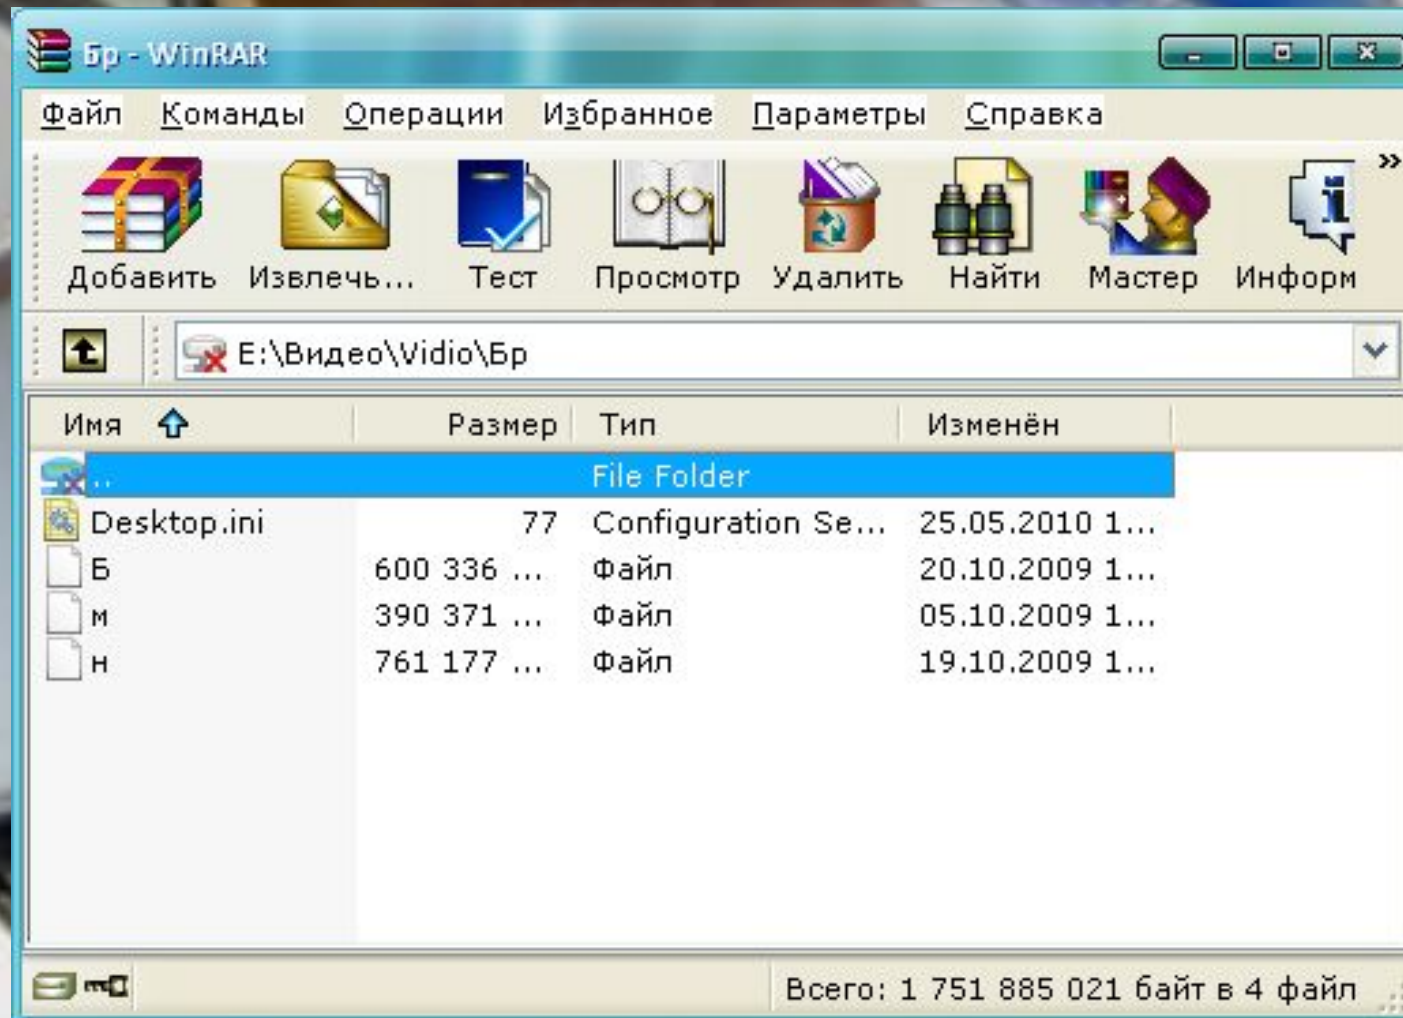 Бр - WinRAR
Файл Команды Операции Избранное Параметры Справка
»
Добавить Извлечь... Тест Просмотр Удалить Найти Мастер Информ
E:\Видео\Vidio\Бр
Имя Размер Тип Изменён
.. File Folder
Desktop.ini 77 Configuration Se... 25.05.2010 1...
Б 600 336 ... Файл 20.10.2009 1...
м 390 371 ... Файл 05.10.2009 1...
н 761 177 ... Файл 19.10.2009 1...
Всего: 1 751 885 021 байт в 4 файл